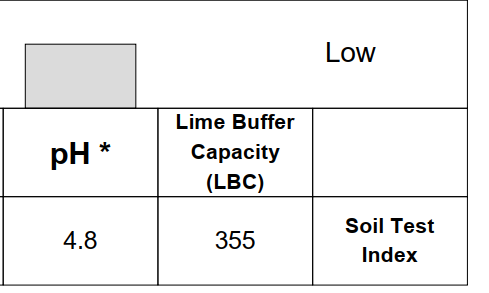 Low
pH *
Lime Buffer
Capacity
(LBC)
4.8
355
Soil Test
Index